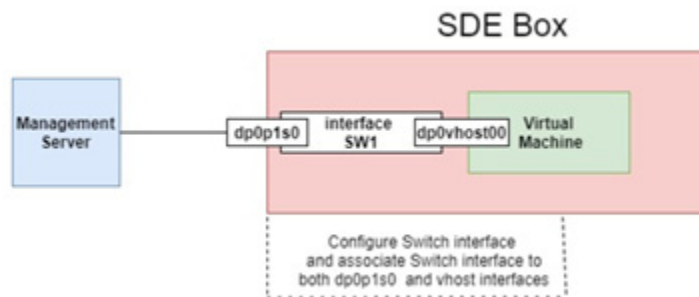 SDE Box
Management
Server
dp0p1s0
interface
SW1
dp0vhost00
Virtual
Machine
Configure Switch interface
and associate Switch interface to
both dp0p1s0 and vhost interfaces